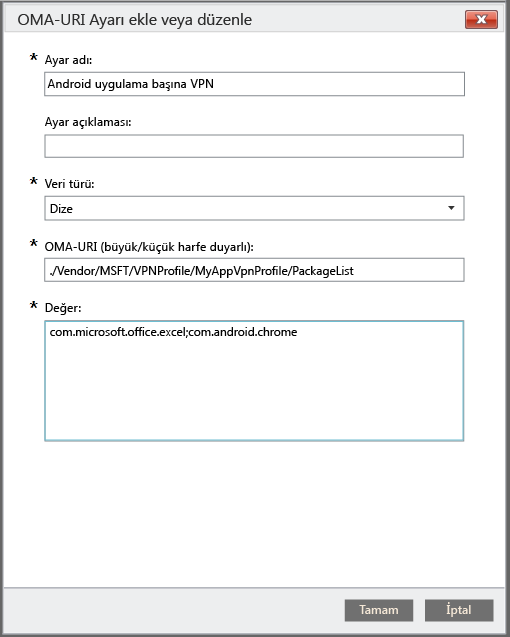 OMA-URI Ayarı ekle veya düzenle
* Ayar adı:
Android uygulama başına VPN
Ayar açıklaması:
* Veri türü:
Dize
* OMA-URI (büyük/küçük harfe duyarlı):
./Vendor/MSFT/VPNProfile/MyAppVpnProfile/PackageList
* Değer:
com.microsoft.office.excel;com.android.chrome
Tamam İptal